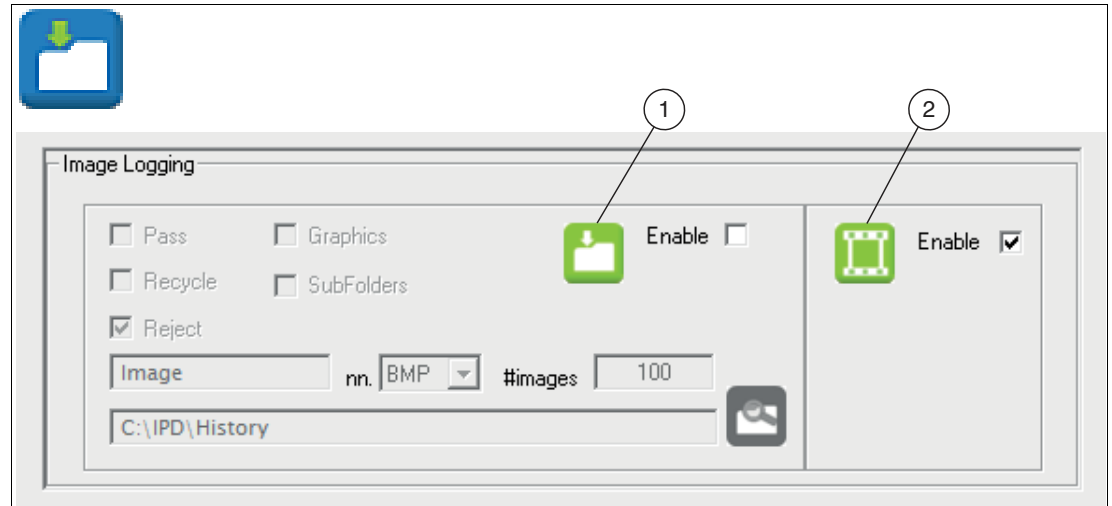 1 2
Image Logging
Pass Graphics Enable Enable
Recycle SubFolders
Reject
Image nn. BMP #images 100
C:\IPD\History